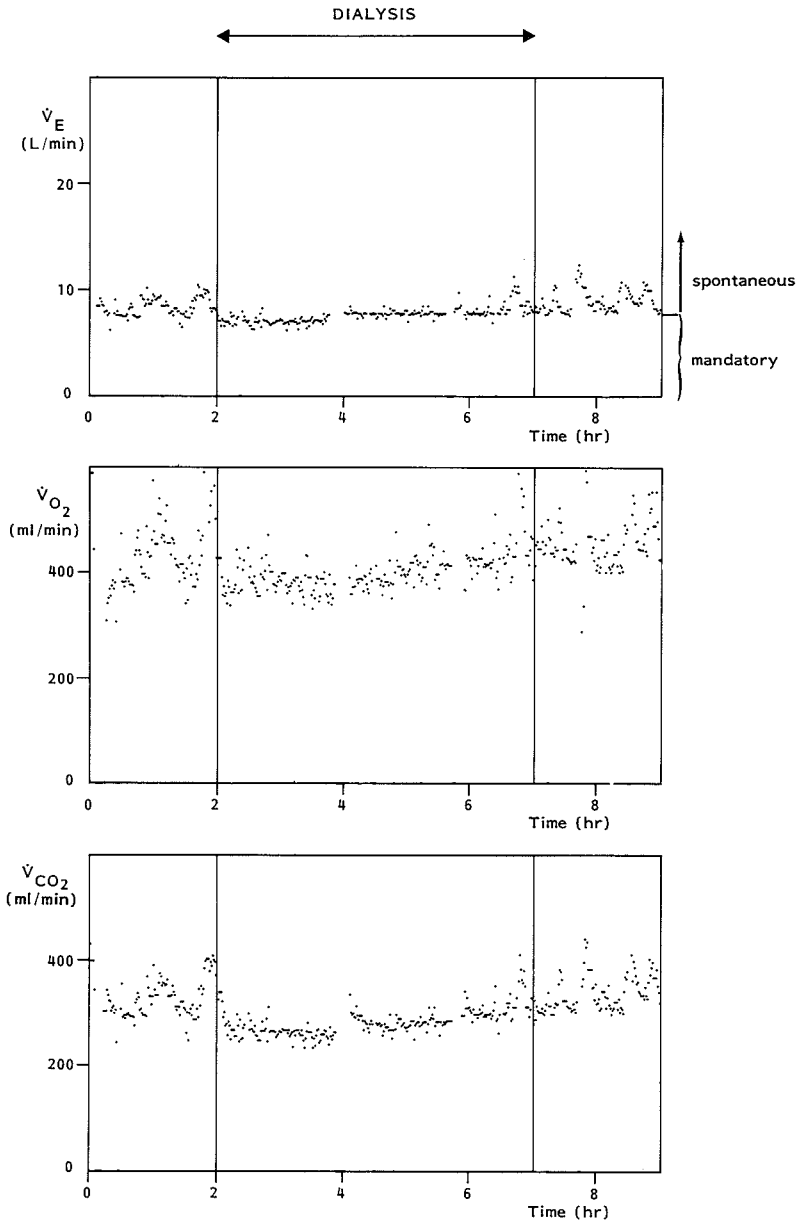 DIALYSIS
V̇E
(L/min)
20
10
0
spontaneous
mandatory
0 2 4 6 8
Time (hr)
V̇O2
(ml/min)
400
200
0
0 2 4 6 8
Time (hr)
V̇CO2
(ml/min)
400
200
0
0 2 4 6 8
Time (hr)